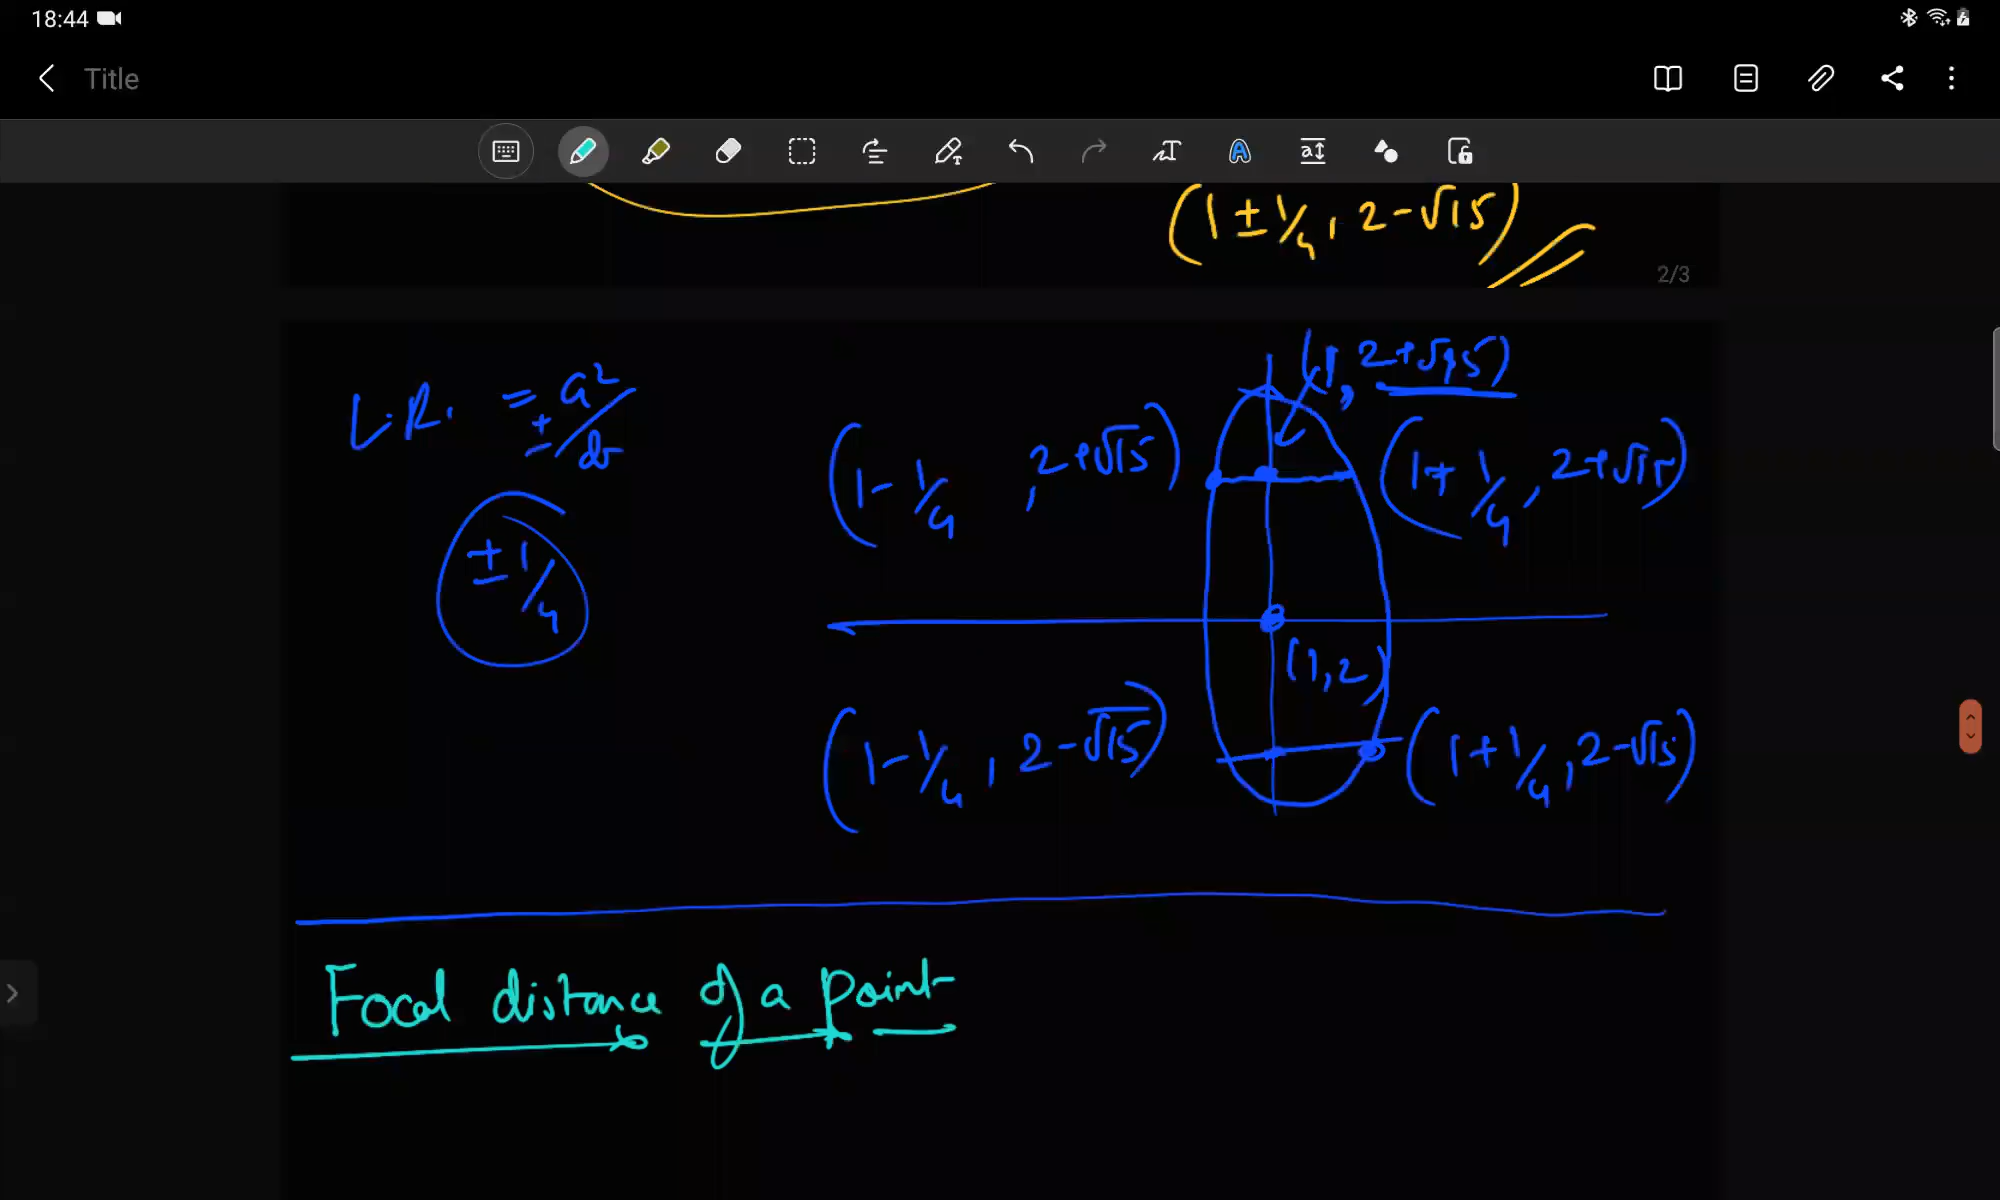 18:44
Title
(1 ± 1/4, 2-√15)
2/3
L.R. = ± a²/b
(1, 2+√15)
(1-1/4, 2+√15)
(1+1/4, 2+√15)
± 1/4
(1,2)
(1-1/4, 2-√15)
(1+1/4, 2-√15)
Focal distance of a point